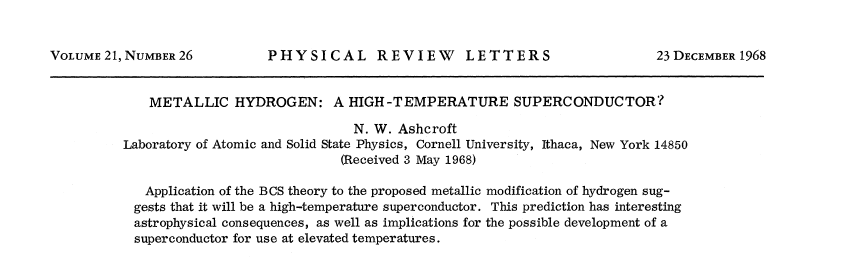 VOLUME 21, NUMBER 26 PHYSICAL REVIEW LETTERS 23 DECEMBER 1968
METALLIC HYDROGEN: A HIGH-TEMPERATURE SUPERCONDUCTOR?
N. W. Ashcroft
Laboratory of Atomic and Solid State Physics, Cornell University, Ithaca, New York 14850
(Received 3 May 1968)
Application of the BCS theory to the proposed metallic modification of hydrogen sug-
gests that it will be a high-temperature superconductor. This prediction has interesting
astrophysical consequences, as well as implications for the possible development of a
superconductor for use at elevated temperatures.